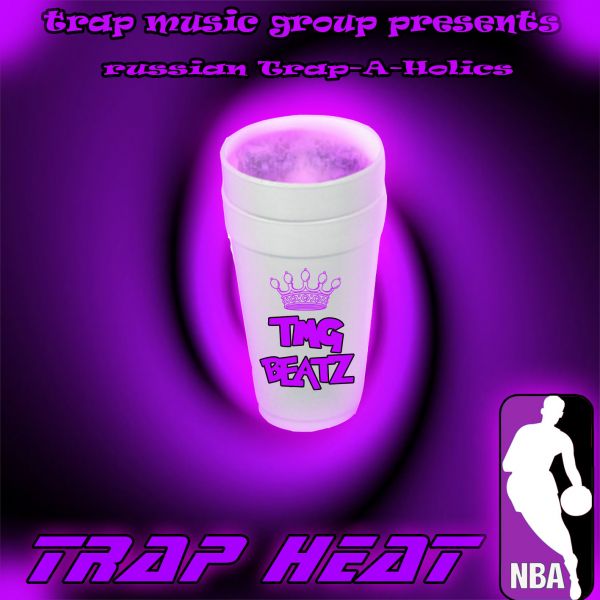 trap music group presents
russian Trap-A-Holics
TMG
BEATZ
TRAP HEAT
NBA